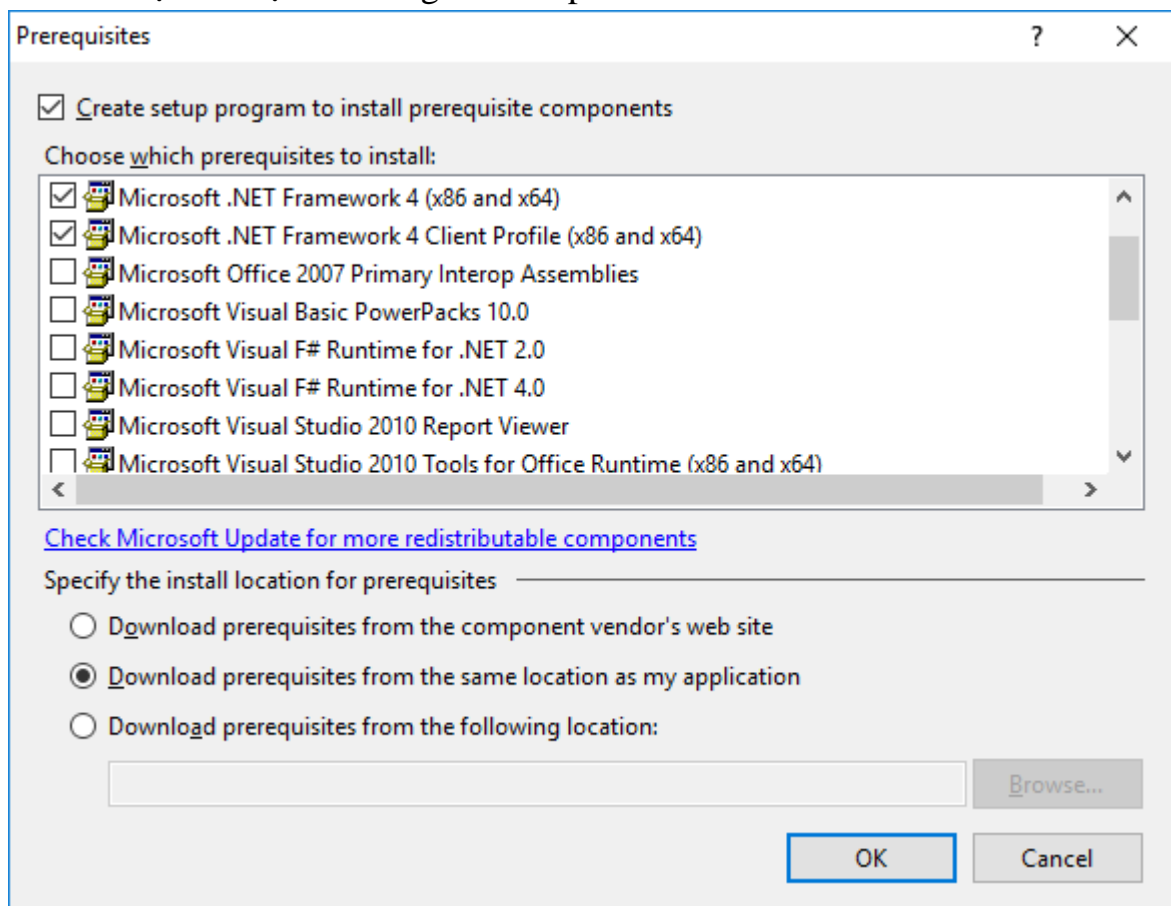 Prerequisites ?
Create setup program to install prerequisite components
Choose which prerequisites to install:
Microsoft .NET Framework 4 (x86 and x64)
Microsoft .NET Framework 4 Client Profile (x86 and x64)
Microsoft Office 2007 Primary Interop Assemblies
Microsoft Visual Basic PowerPacks 10.0
Microsoft Visual F# Runtime for .NET 2.0
Microsoft Visual F# Runtime for .NET 4.0
Microsoft Visual Studio 2010 Report Viewer
Microsoft Visual Studio 2010 Tools for Office Runtime (x86 and x64)
Check Microsoft Update for more redistributable components
Specify the install location for prerequisites
Download prerequisites from the component vendor's web site
Download prerequisites from the same location as my application
Download prerequisites from the following location:
Browse...
OK Cancel